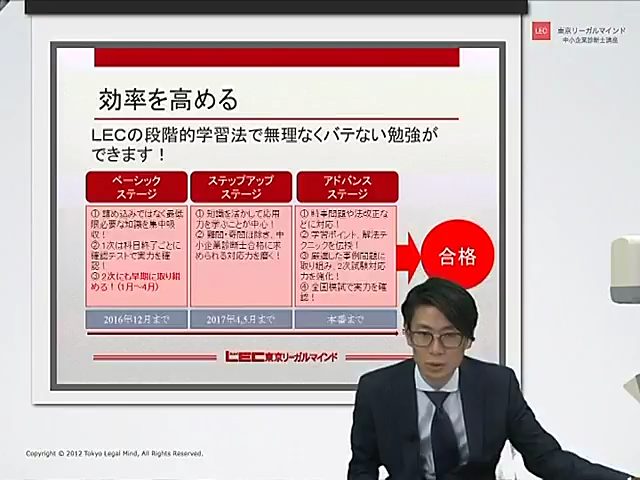 LEC 東京リーガルマインド
中小企業診断士講座
効率を高める
LECの段階的学習法で無理なくバテない勉強が
できます！
ベーシック
ステージ
① 詰め込みではなく最低
限必要な知識を集中吸
収！
② 1次は科目終了ごとに
確認テストで実力を確
認！
③ 2次にも早期に取り組
める！(1月～4月)
2016年12月まで
ステップアップ
ステージ
① 知識を活かして応用
力を学ぶことが中心！
② 難問・奇問は除き、中
小企業診断士合格に求
められる対応力を磨く！
2017年4,5月まで
アドバンス
ステージ
① 時事問題や法改正な
どに対応！
② 学習ポイント、解法テ
クニックを伝授！
③ 厳選した事例問題に
取り組み、2次試験対応
力を強化！
④ 全国模試で実力を確
認！
本番まで
合格
LEC東京リーガルマインド
Copyright © 2012 Tokyo Legal Mind, All Rights Reserved.